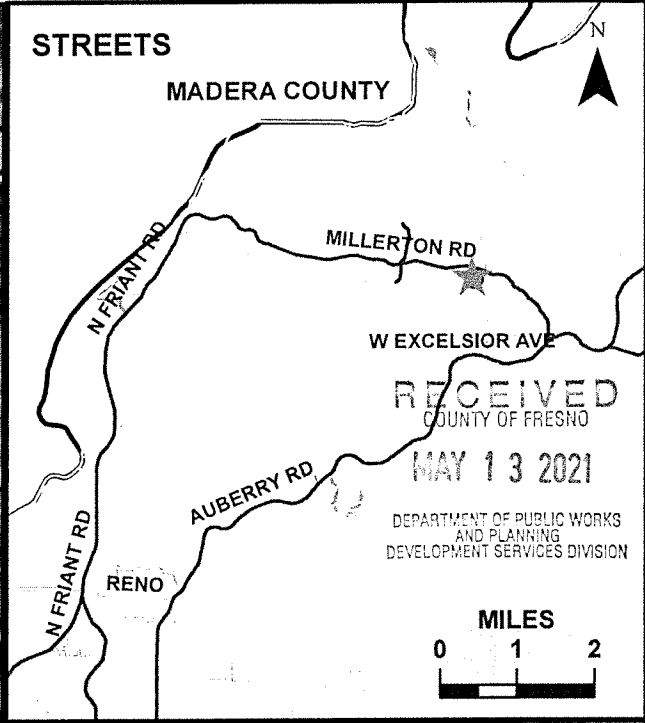 STREETS
N
MADERA COUNTY
N FRIANT RD
MILLERTON RD
W EXCELSIOR AVE
RECEIVED
COUNTY OF FRESNO
MAY 13 2021
AUBERRY RD
DEPARTMENT OF PUBLIC WORKS
AND PLANNING
DEVELOPMENT SERVICES DIVISION
N FRIANT RD
RENO
MILES
0 1 2